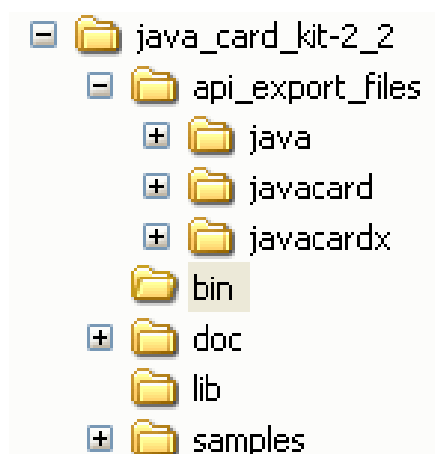 java_card_kit-2_2
api_export_files
java
javacard
javacardx
bin
doc
lib
samples